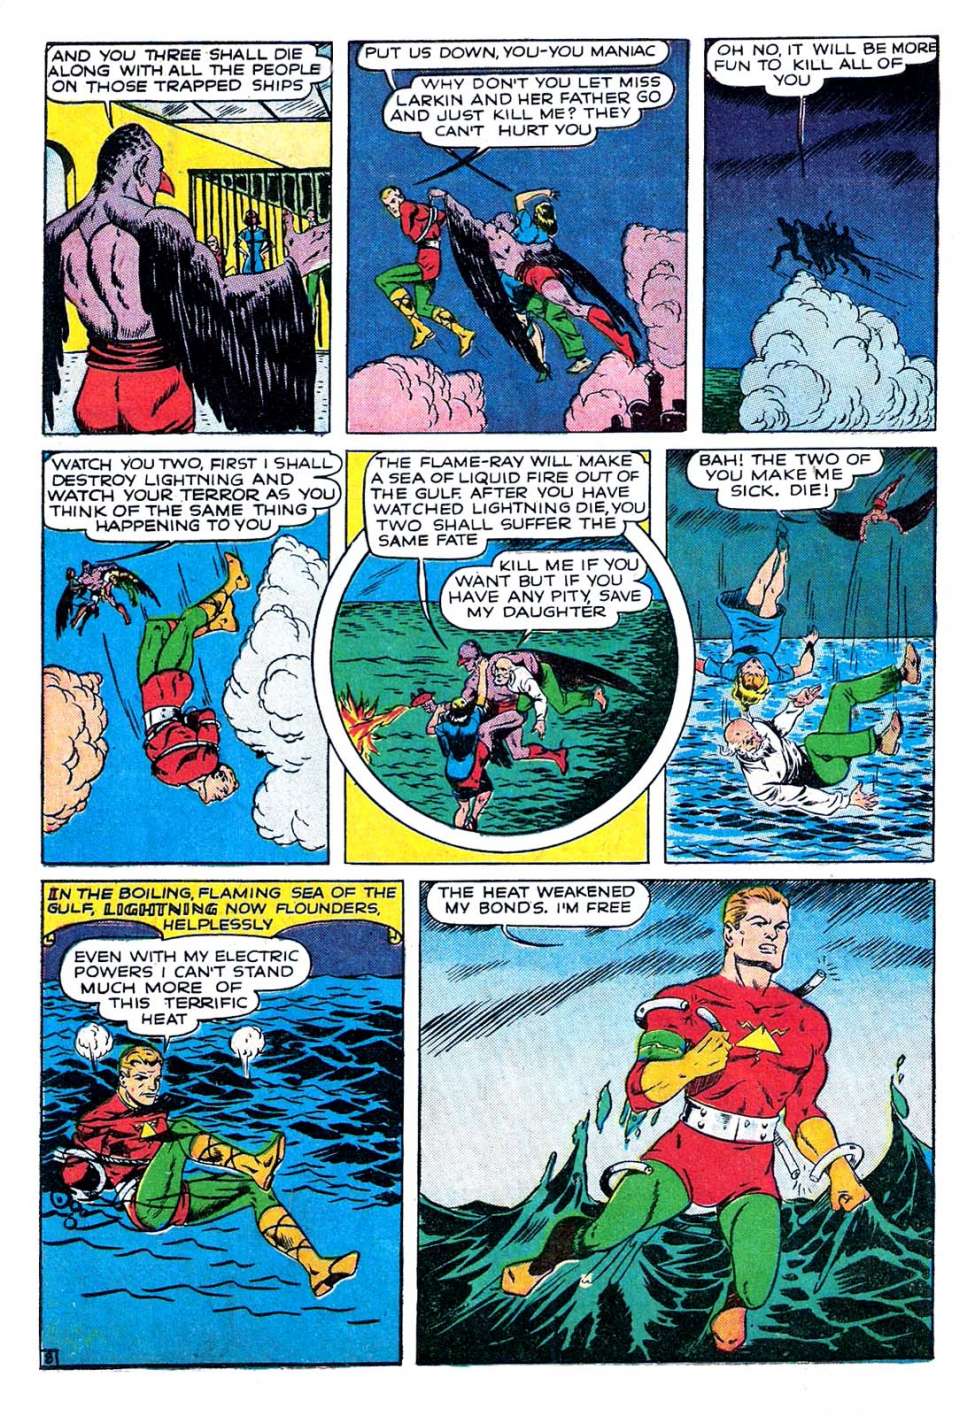 AND YOU THREE SHALL DIE
ALONG WITH ALL THE PEOPLE
ON THOSE TRAPPED SHIPS
PUT US DOWN, YOU-YOU MANIAC
WHY DON'T YOU LET MISS
LARKIN AND HER FATHER GO
AND JUST KILL ME? THEY
CAN'T HURT YOU
OH NO, IT WILL BE MORE
FUN TO KILL ALL OF
YOU
WATCH YOU TWO, FIRST I SHALL
DESTROY LIGHTNING AND
WATCH YOUR TERROR AS YOU
THINK OF THE SAME THING
HAPPENING TO YOU
THE FLAME-RAY WILL MAKE
A SEA OF LIQUID FIRE OUT OF
THE GULF. AFTER YOU HAVE
WATCHED LIGHTNING DIE, YOU
TWO SHALL SUFFER THE
SAME FATE
KILL ME IF YOU
WANT BUT IF YOU
HAVE ANY PITY, SAVE
MY DAUGHTER
BAH! THE TWO OF
YOU MAKE ME
SICK. DIE!
IN THE BOILING, FLAMING SEA OF THE
GULF, LIGHTNING NOW FLOUNDERS,
HELPLESSLY
EVEN WITH MY ELECTRIC
POWERS I CAN'T STAND
MUCH MORE OF
THIS TERRIFIC
HEAT
THE HEAT WEAKENED
MY BONDS. I'M FREE
8